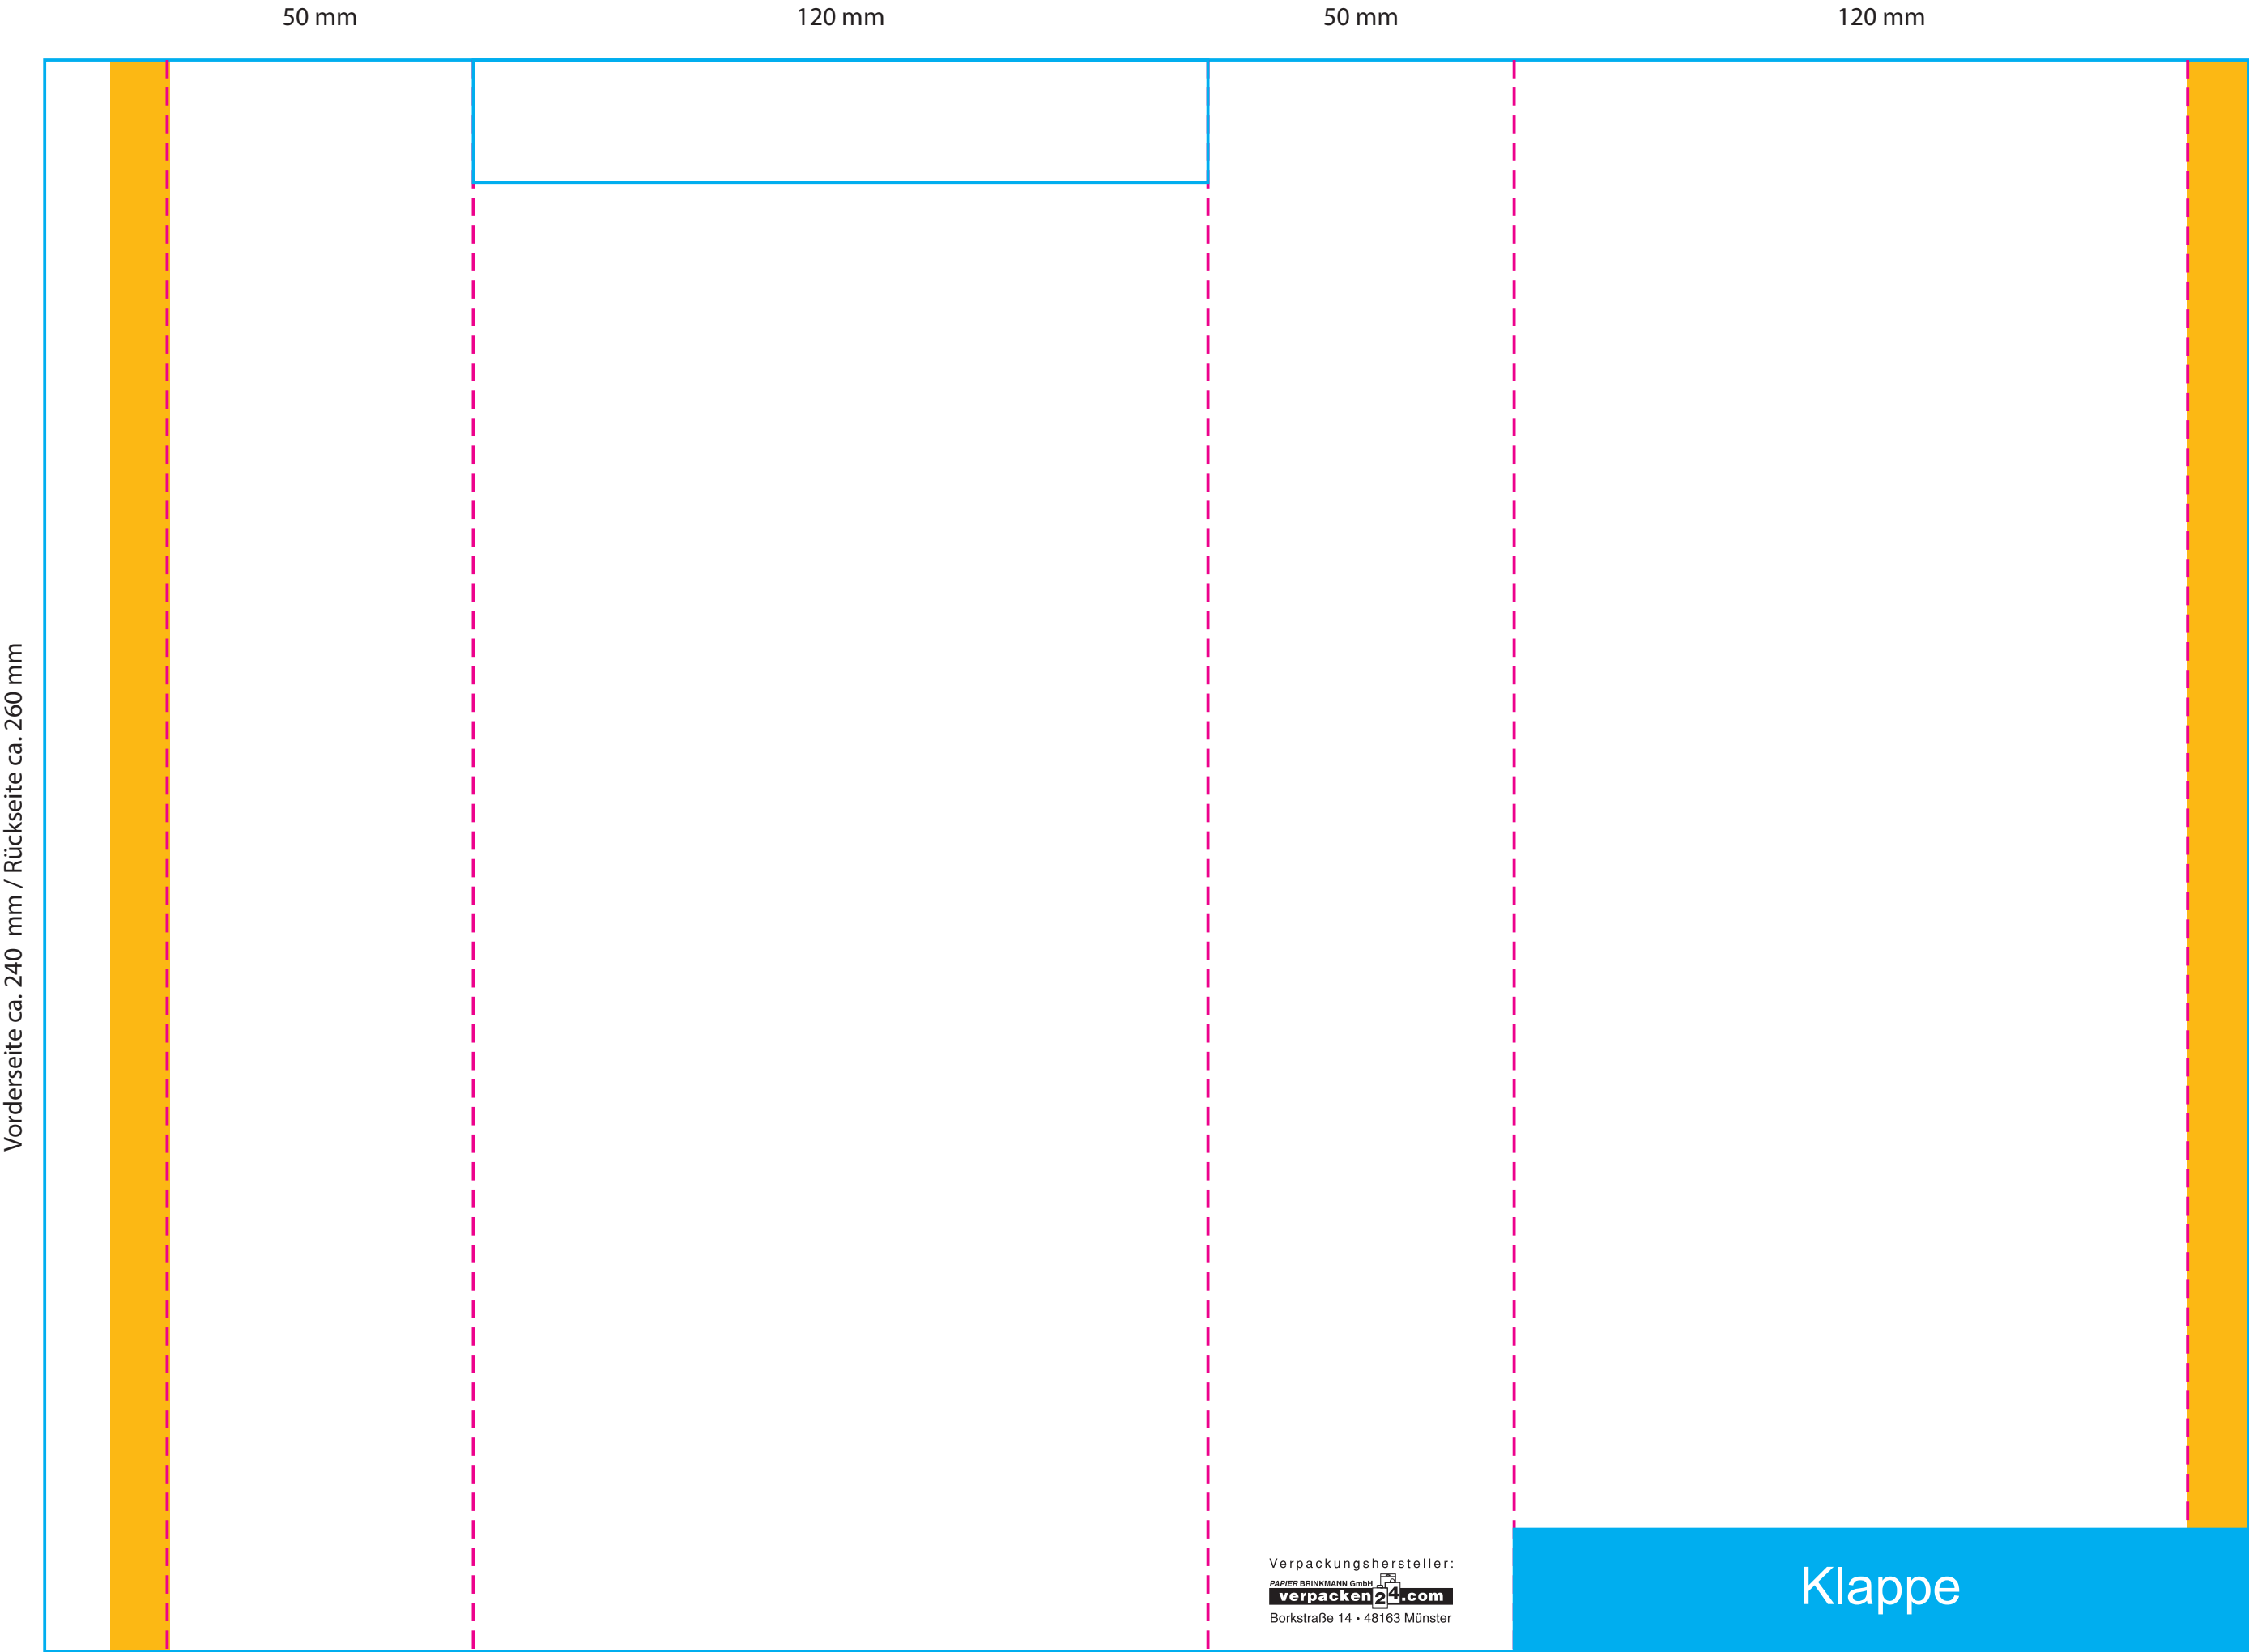 50 mm
120 mm
50 mm
120 mm
Vorderseite ca. 240 mm / Rückseite ca. 260 mm
Verpackungshersteller:
PAPIER BRINKMANN GmbH
verpacken24.com
Borkstraße 14 • 48163 Münster
Klappe